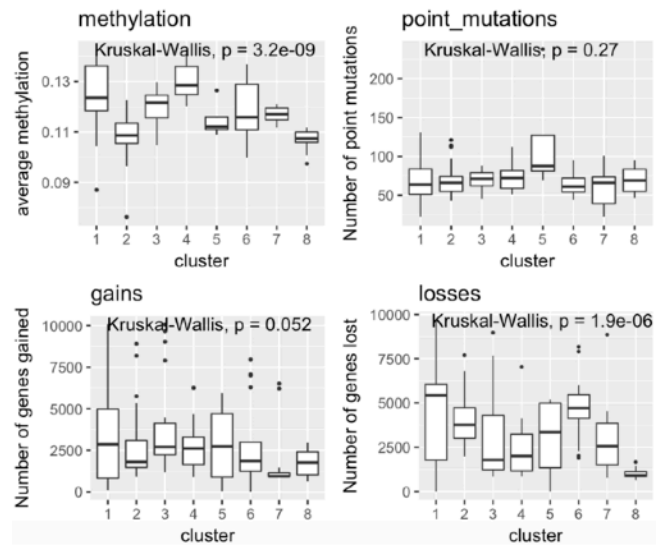 methylation
Kruskal-Wallis, p = 3.2e-09
average methylation
0.13
0.11
0.09
1 2 3 4 5 6 7 8
cluster
point_mutations
Kruskal-Wallis, p = 0.27
Number of point mutations
200
150
100
50
1 2 3 4 5 6 7 8
cluster
gains
Kruskal-Wallis, p = 0.052
Number of genes gained
10000
7500
5000
2500
0
1 2 3 4 5 6 7 8
cluster
losses
Kruskal-Wallis, p = 1.9e-06
Number of genes lost
10000
7500
5000
2500
0
1 2 3 4 5 6 7 8
cluster